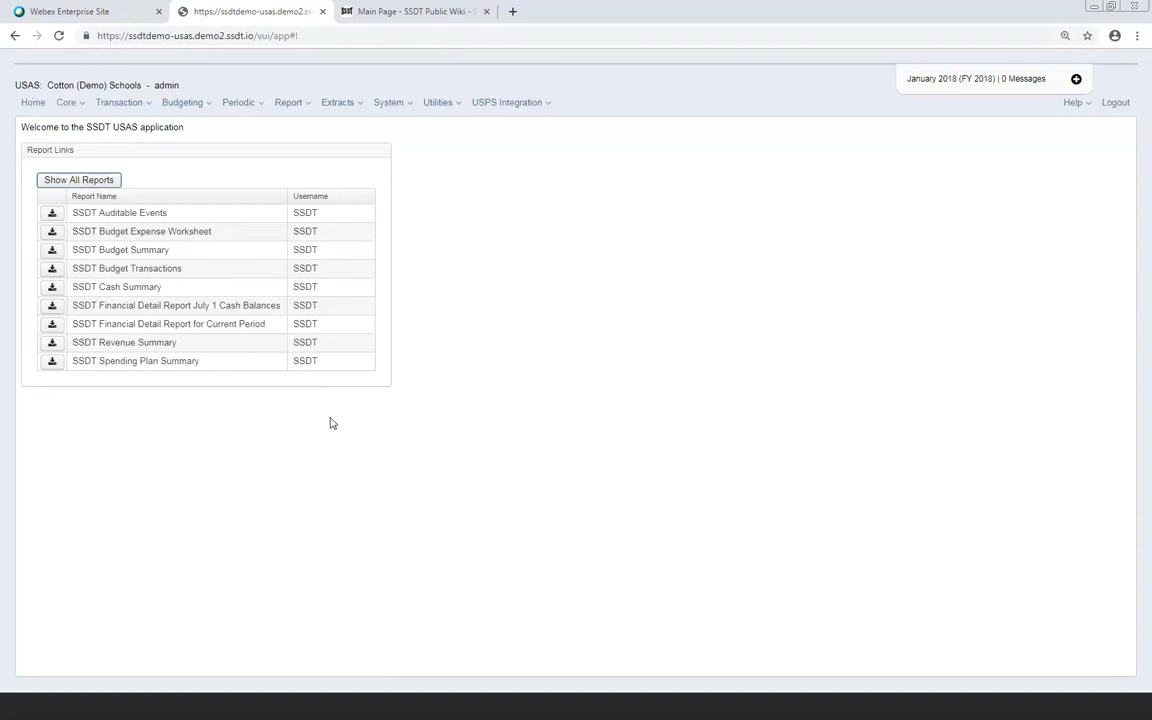 Webex Enterprise Site
https://ssdtdemo-usas.demo2.ss
Main Page - SSDT Public Wiki -
https://ssdtdemo-usas.demo2.ssdt.io/vui/app#!
January 2018 (FY 2018) | 0 Messages
USAS: Cotton (Demo) Schools - admin
Home Core Transaction Budgeting Periodic Report Extracts System Utilities USPS Integration Help Logout
Welcome to the SSDT USAS application
Report Links
Show All Reports
Report Name Username
SSDT Auditable Events SSDT
SSDT Budget Expense Worksheet SSDT
SSDT Budget Summary SSDT
SSDT Budget Transactions SSDT
SSDT Cash Summary SSDT
SSDT Financial Detail Report July 1 Cash Balances SSDT
SSDT Financial Detail Report for Current Period SSDT
SSDT Revenue Summary SSDT
SSDT Spending Plan Summary SSDT